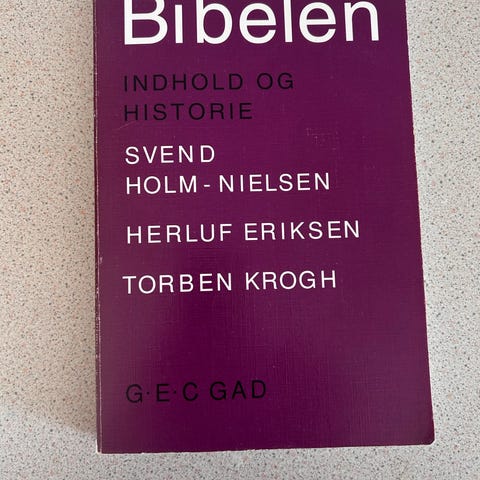 Bibelen
INDHOLD OG
HISTORIE
SVEND
HOLM-NIELSEN
HERLUF ERIKSEN
TORBEN KROGH
G·E·C GAD